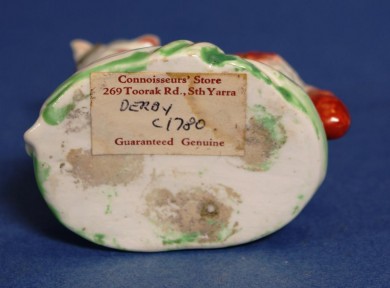 Connoisseurs' Store
269 Toorak Rd., Sth Yarra
DERBY
C1780
Guaranteed Genuine